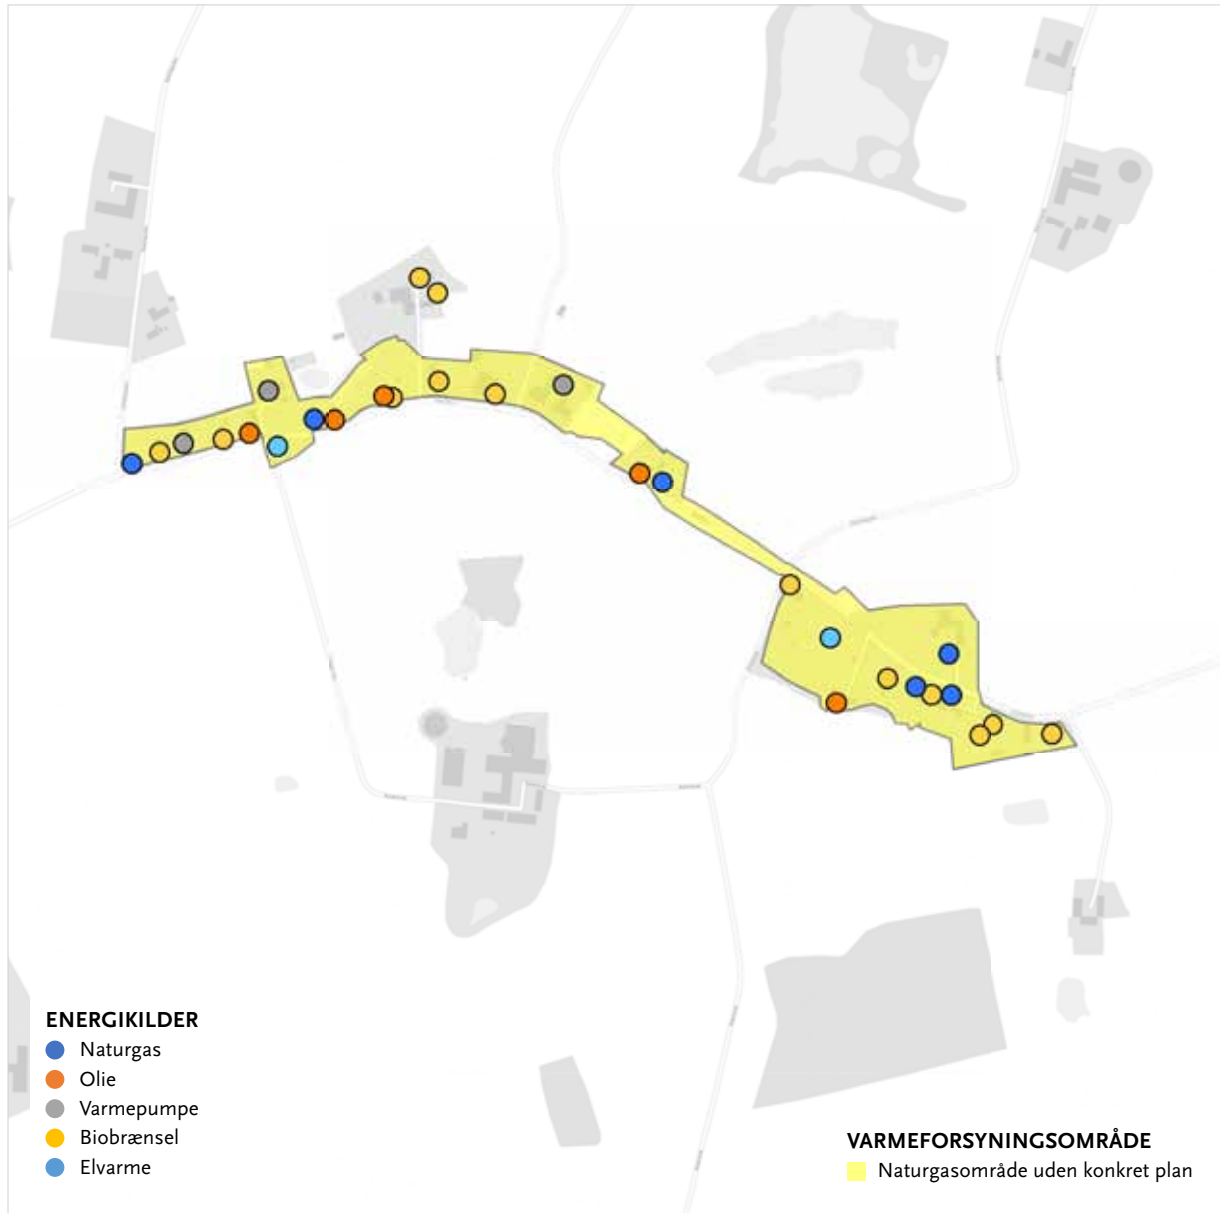 ENERGIKILDER
Naturgas
Olie
Varmepumpe
Biobrænsel
Elvarme
VARMEFORSYNINGSOMRÅDE
Naturgasområde uden konkret plan